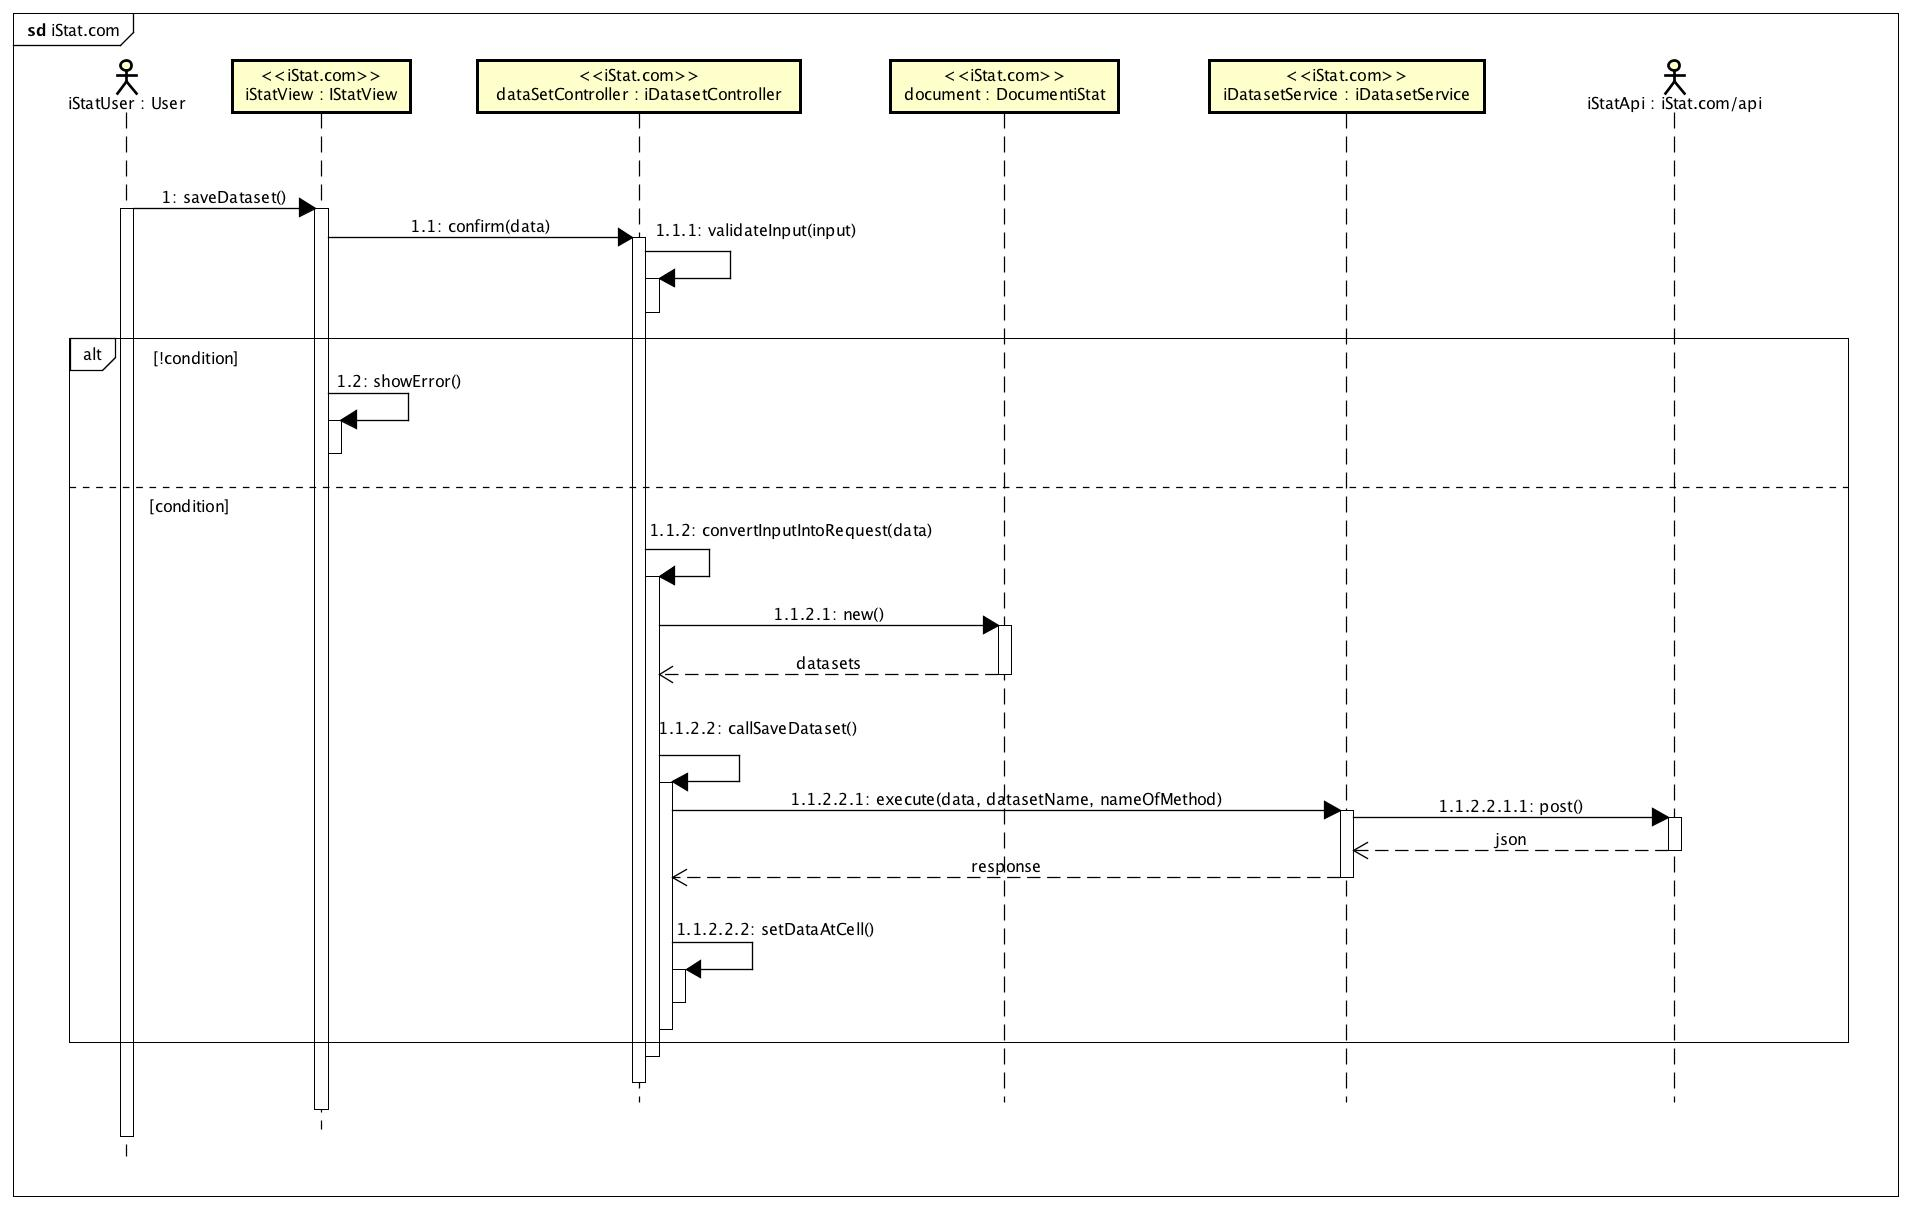 sd iStat.com
iStatUser : User
<<iStat.com>>
iStatView : IStatView
<<iStat.com>>
dataSetController : iDatasetController
<<iStat.com>>
document : DocumentiStat
<<iStat.com>>
iDatasetService : iDatasetService
iStatApi : iStat.com/api
1: saveDataset()
1.1: confirm(data)
1.1.1: validateInput(input)
alt
[!condition]
1.2: showError()
[condition]
1.1.2: convertInputIntoRequest(data)
1.1.2.1: new()
datasets
1.1.2.2: callSaveDataset()
1.1.2.2.1: execute(data, datasetName, nameOfMethod)
1.1.2.2.1.1: post()
json
response
1.1.2.2.2: setDataAtCell()